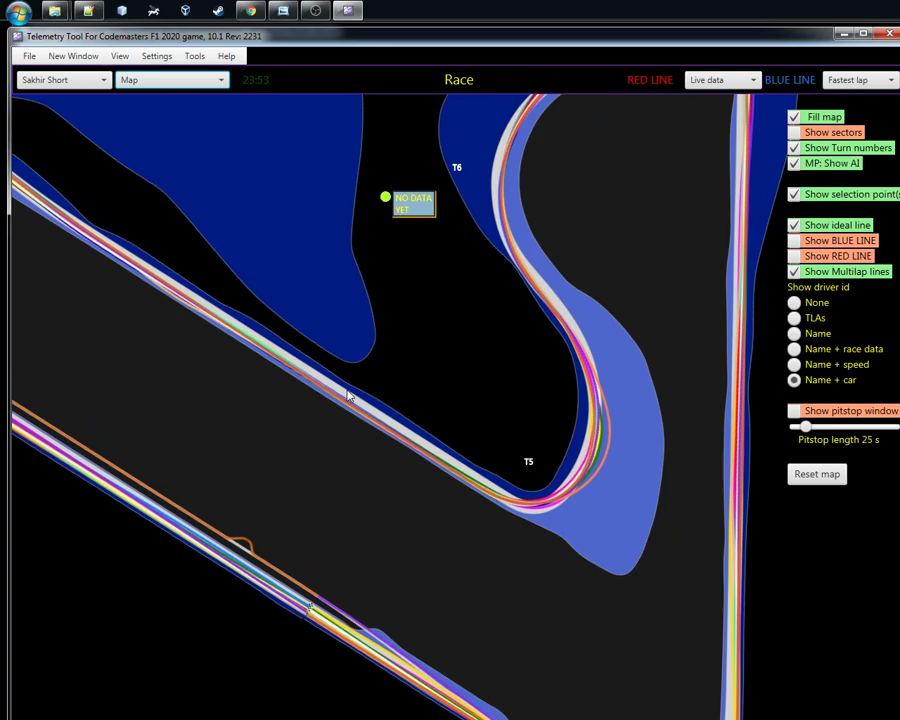 Telemetry Tool For Codemasters F1 2020 game, 10.1 Rev: 2231
File New Window View Settings Tools Help
Sakhir Short Map 23:53 Race RED LINE Live data BLUE LINE Fastest lap
Fill map
Show sectors
Show Turn numbers
MP: Show AI
Show selection point(s
Show ideal line
Show BLUE LINE
Show RED LINE
Show Multilap lines
Show driver id
None
TLAs
Name
Name + race data
Name + speed
Name + car
Show pitstop window
Pitstop length 25 s
Reset map
T6
NO DATA
YET
T5